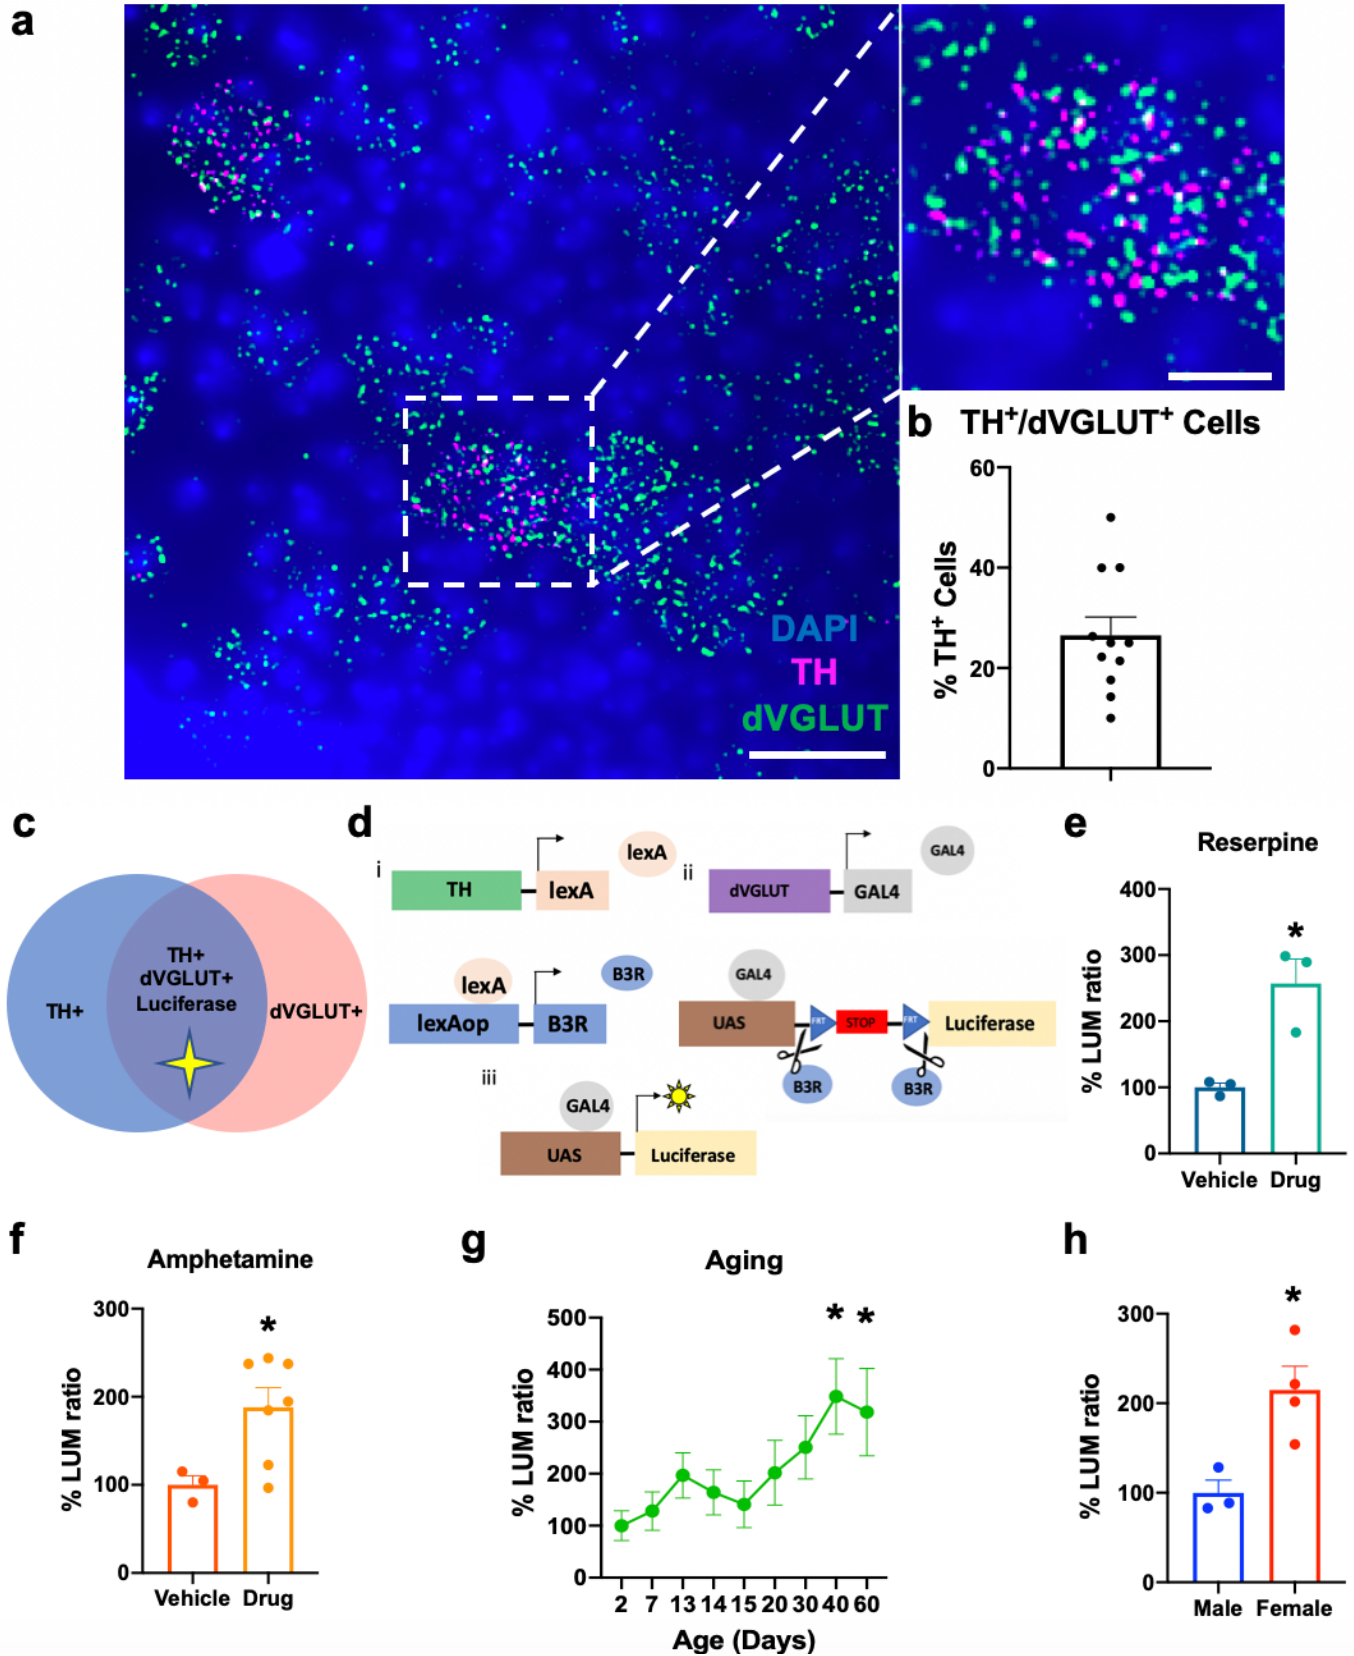 a
DAPI
TH
dVGLUT
b TH⁺/dVGLUT⁺ Cells
% TH⁺ Cells
60
40
20
0
c
TH+
TH+
dVGLUT+
Luciferase
dVGLUT+
d
i
TH
lexA
lexA
ii
dVGLUT
GAL4
GAL4
lexA
B3R
lexAop
B3R
GAL4
UAS
FRT
STOP
FRT
Luciferase
B3R
B3R
iii
GAL4
UAS
Luciferase
e
Reserpine
% LUM ratio
400
300
200
100
0
*
Vehicle Drug
f
Amphetamine
% LUM ratio
300
200
100
0
*
Vehicle Drug
g
Aging
% LUM ratio
500
400
300
200
100
0
* *
2 7 13 14 15 20 30 40 60
Age (Days)
h
% LUM ratio
300
200
100
0
*
Male Female